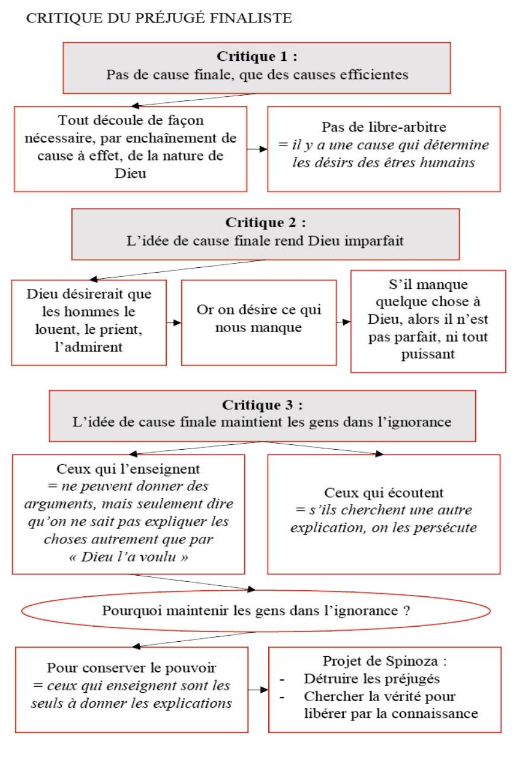 CRITIQUE DU PRÉJUGÉ FINALISTE
Critique 1 :
Pas de cause finale, que des causes efficientes
Tout découle de façon
nécessaire, par enchaînement de
cause à effet, de la nature de
Dieu
Pas de libre-arbitre
= il y a une cause qui détermine
les désirs des êtres humains
Critique 2 :
L’idée de cause finale rend Dieu imparfait
Dieu désirerait que
les hommes le
louent, le prient,
l’admirent
Or on désire ce qui
nous manque
S’il manque
quelque chose à
Dieu, alors il n’est
pas parfait, ni tout
puissant
Critique 3 :
L’idée de cause finale maintient les gens dans l’ignorance
Ceux qui l’enseignent
= ne peuvent donner des
arguments, mais seulement dire
qu’on ne sait pas expliquer les
choses autrement que par
« Dieu l’a voulu »
Ceux qui écoutent
= s’ils cherchent une autre
explication, on les persécute
Pourquoi maintenir les gens dans l’ignorance ?
Pour conserver le pouvoir
= ceux qui enseignent sont les
seuls à donner les explications
Projet de Spinoza :
- Détruire les préjugés
- Chercher la vérité pour
libérer par la connaissance